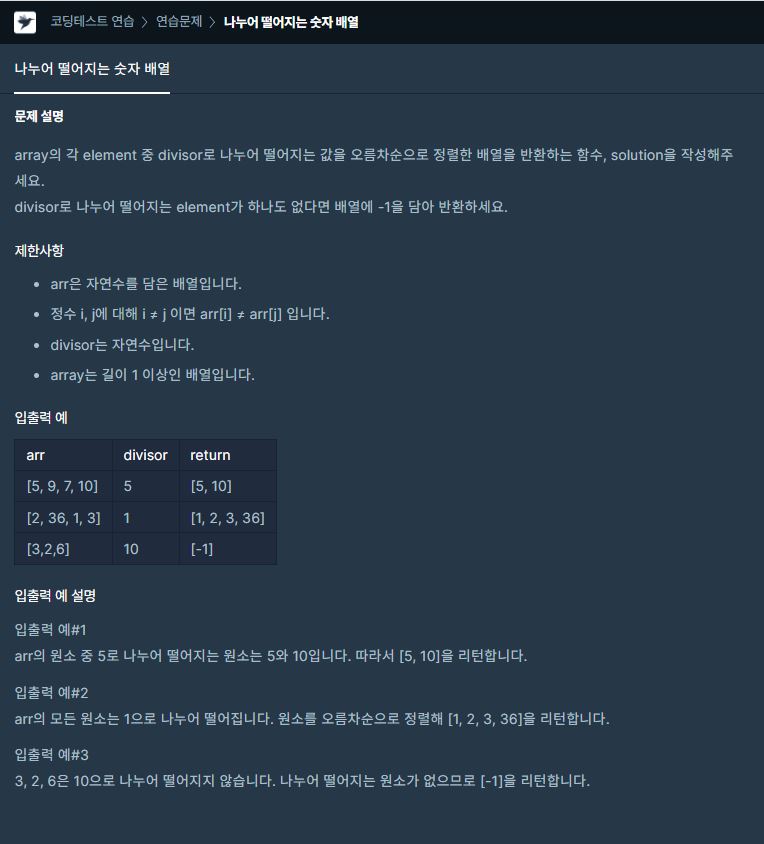 코딩테스트 연습 > 연습문제 > 나누어 떨어지는 숫자 배열
나누어 떨어지는 숫자 배열
문제 설명
array의 각 element 중 divisor로 나누어 떨어지는 값을 오름차순으로 정렬한 배열을 반환하는 함수, solution을 작성해주
세요.
divisor로 나누어 떨어지는 element가 하나도 없다면 배열에 -1을 담아 반환하세요.
제한사항
• arr은 자연수를 담은 배열입니다.
• 정수 i, j에 대해 i ≠ j 이면 arr[i] ≠ arr[j] 입니다.
• divisor는 자연수입니다.
• array는 길이 1 이상인 배열입니다.
입출력 예
arr divisor return
[5, 9, 7, 10] 5 [5, 10]
[2, 36, 1, 3] 1 [1, 2, 3, 36]
[3,2,6] 10 [-1]
입출력 예 설명
입출력 예#1
arr의 원소 중 5로 나누어 떨어지는 원소는 5와 10입니다. 따라서 [5, 10]을 리턴합니다.
입출력 예#2
arr의 모든 원소는 1으로 나누어 떨어집니다. 원소를 오름차순으로 정렬해 [1, 2, 3, 36]을 리턴합니다.
입출력 예#3
3, 2, 6은 10으로 나누어 떨어지지 않습니다. 나누어 떨어지는 원소가 없으므로 [-1]을 리턴합니다.